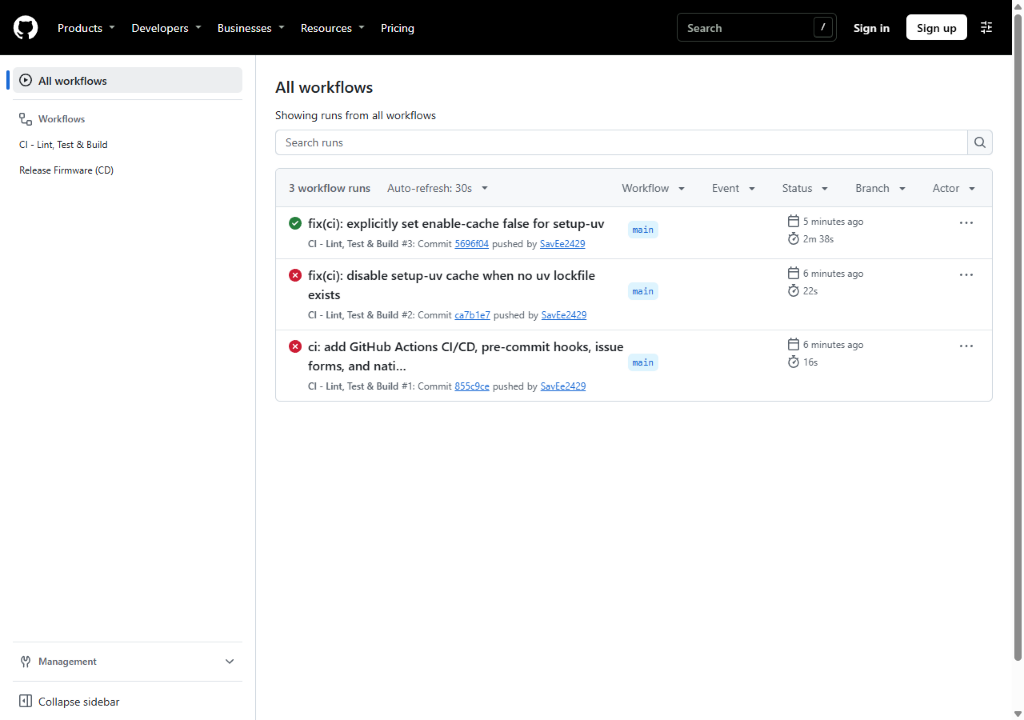 Products Developers Businesses Resources Pricing Search / Sign in Sign up
All workflows
Workflows
CI - Lint, Test & Build
Release Firmware (CD)
Management
Collapse sidebar
All workflows
Showing runs from all workflows
Search runs
3 workflow runs Auto-refresh: 30s Workflow Event Status Branch Actor
fix(ci): explicitly set enable-cache false for setup-uv
CI - Lint, Test & Build #3: Commit 5696f04 pushed by SavEe2429
main
5 minutes ago
2m 38s
fix(ci): disable setup-uv cache when no uv lockfile
exists
CI - Lint, Test & Build #2: Commit ca7b1e7 pushed by SavEe2429
main
6 minutes ago
22s
ci: add GitHub Actions CI/CD, pre-commit hooks, issue
forms, and nati...
CI - Lint, Test & Build #1: Commit 855c9ce pushed by SavEe2429
main
6 minutes ago
16s